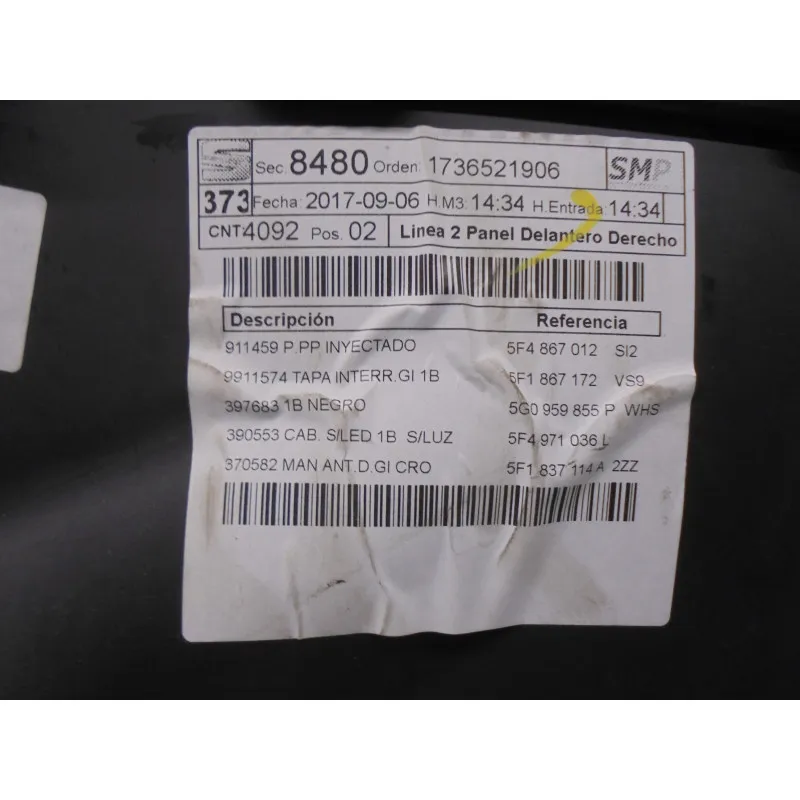 Sec. 8480 Orden: 1736521906 SMP
373 Fecha: 2017-09-06 H.M3: 14:34 H.Entrada: 14:34
CNT4092 Pos. 02 Linea 2 Panel Delantero Derecho
Descripción Referencia
911459 P.PP INYECTADO 5F4 867 012 SI2
9911574 TAPA INTERR.GI 1B 5F1 867 172 VS9
397683 1B NEGRO 5G0 959 855 P WHS
390553 CAB. S/LED 1B S/LUZ 5F4 971 036 L
370582 MAN ANT.D.GI CRO 5F1 837 114 A 2ZZ